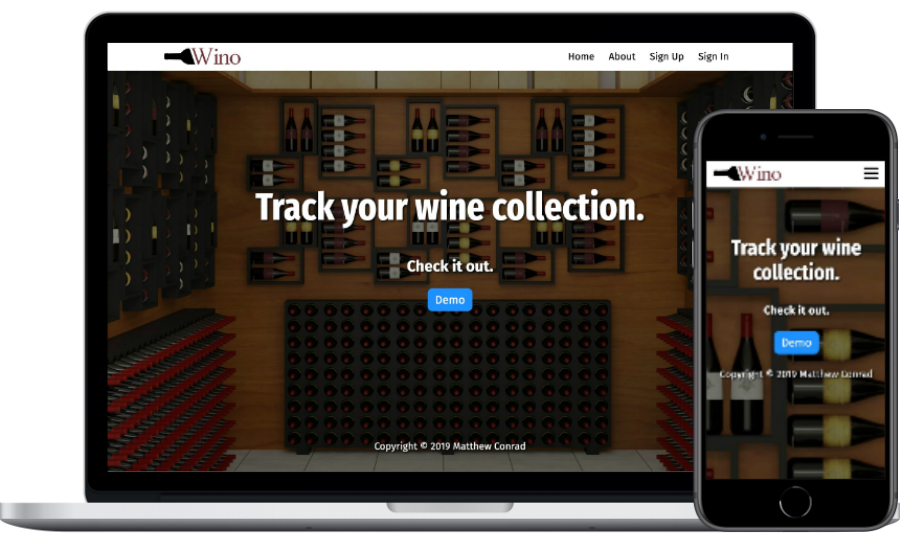 Wino
Home About Sign Up Sign In
Track your wine collection.
Check it out.
Demo
Copyright © 2019 Matthew Conrad
Wino
Track your wine
collection.
Check it out.
Demo
Copyright © 2019 Matthew Conrad